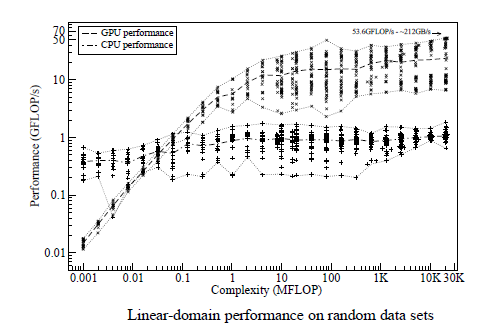 70
50
10
1
0.1
0.01
Performance (GFLOP/s)
GPU performance
CPU performance
53.6GFLOP/s - ~212GB/s
0.001
0.01
0.1
1
10
100
1K
10K
30K
Complexity (MFLOP)
Linear-domain performance on random data sets